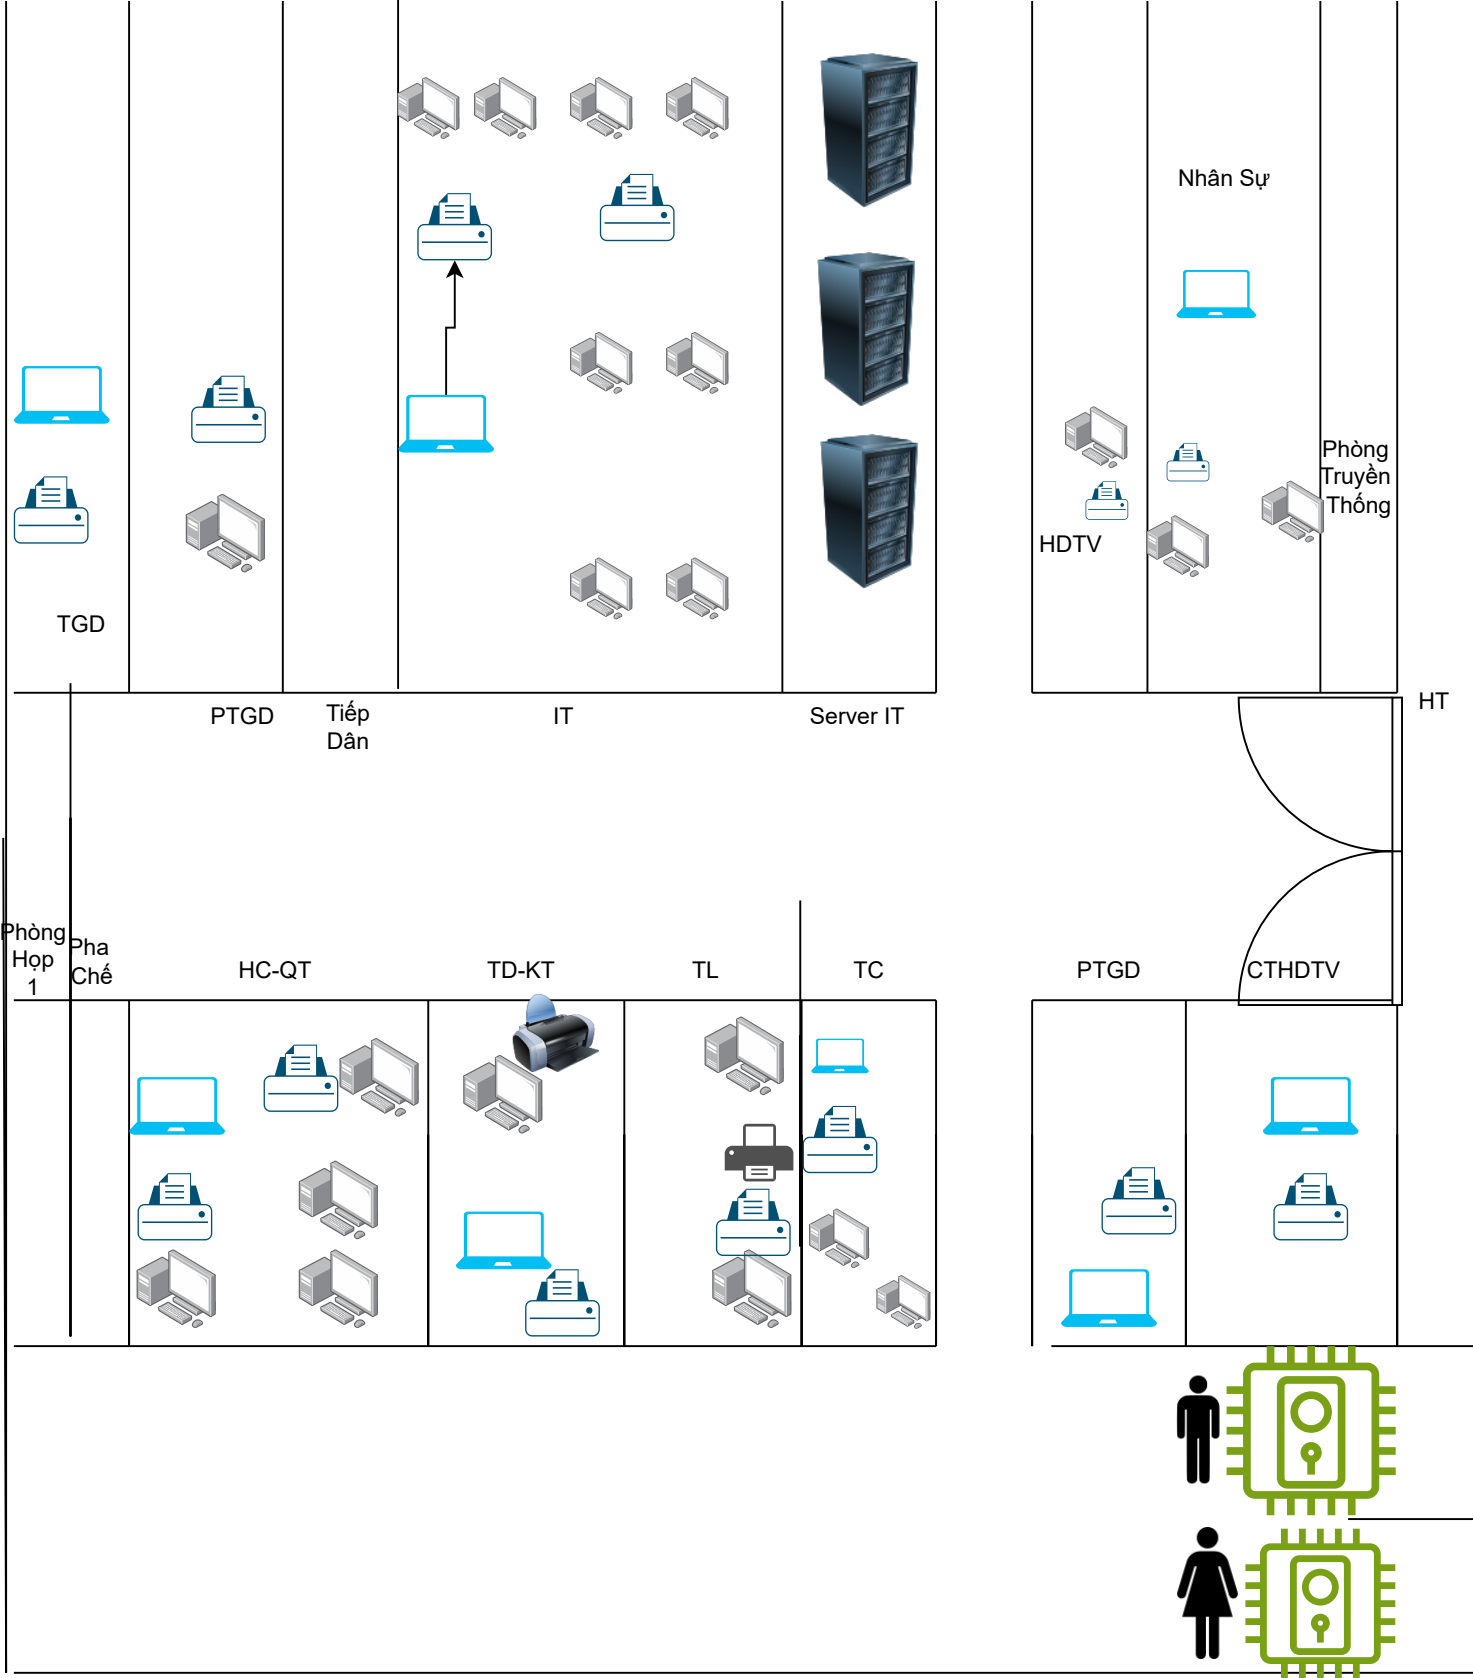 Nhân Sự
Phòng
Truyền
Thống
HDTV
TGD
PTGD
Tiếp
Dân
IT
Server IT
HT
Phòng
Họp
1
Pha
Chế
HC-QT
TD-KT
TL
TC
PTGD
CTHDTV